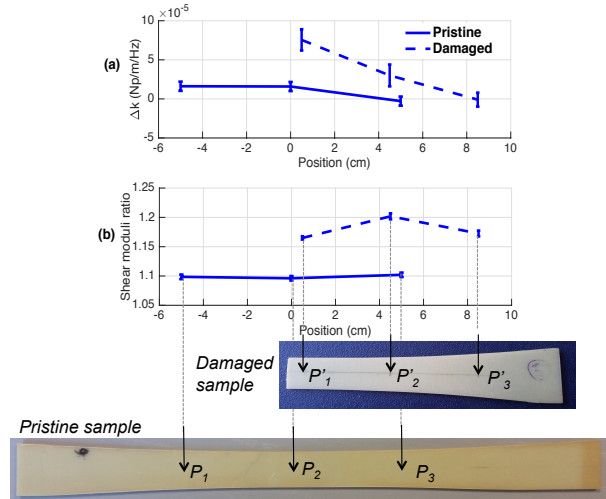 ×10⁻⁵
10
5
0
-5
Δk (Np/m/Hz)
(a)
Pristine
Damaged
-6 -4 -2 0 2 4 6 8 10
Position (cm)
1.25
1.2
1.15
1.1
1.05
Shear moduli ratio
(b)
-6 -4 -2 0 2 4 6 8 10
Position (cm)
Damaged
sample
P'₁ P'₂ P'₃
Pristine sample
P₁ P₂ P₃